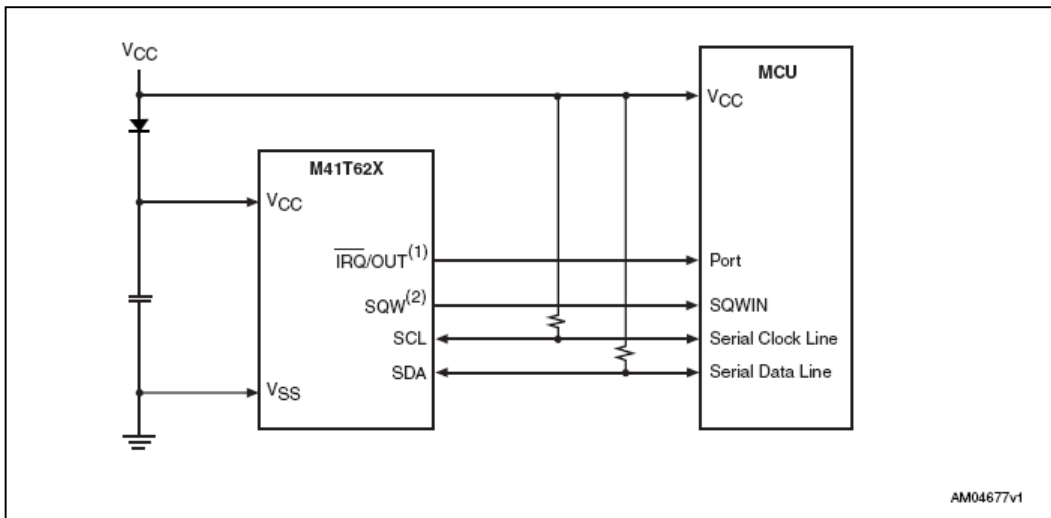 VCC
MCU
VCC
M41T62X
VCC
IRQ/OUT(1)
Port
SQW(2)
SQWIN
SCL
Serial Clock Line
SDA
Serial Data Line
VSS
AM04677v1